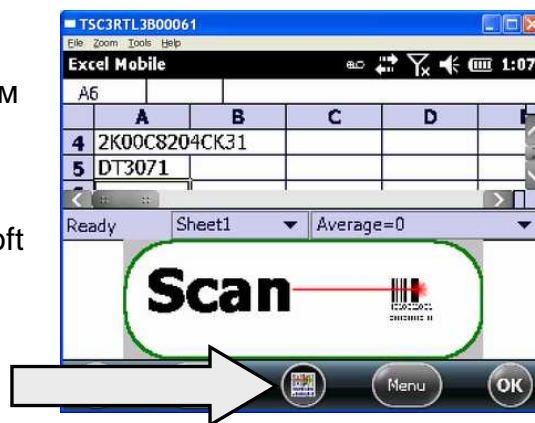 TSC3RTL3B00061
File Zoom Tools Help
Excel Mobile 1:07
м
A6
A B C D
4 2K00C8204CK31
5 DT3071
oft
Ready Sheet1 Average=0
Scan
Menu OK